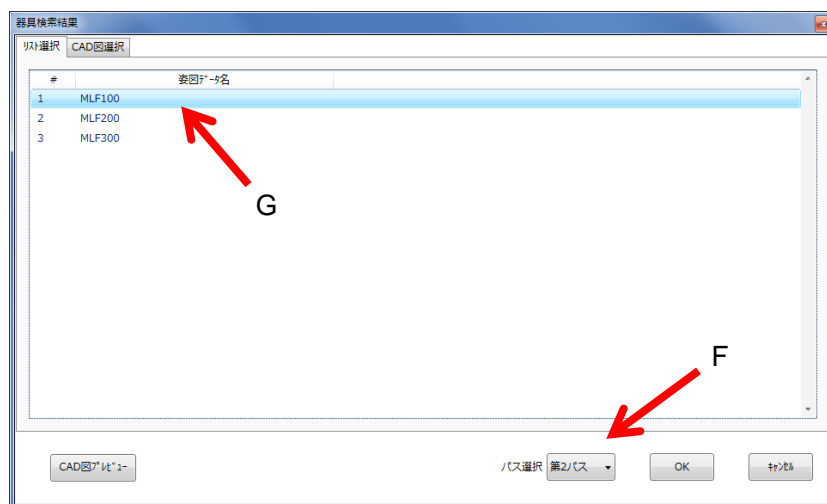 器具検索結果
ﾘｽﾄ選択 CAD図選択
# 姿図ﾃﾞｰﾀ名
1 MLF100
2 MLF200
3 MLF300
G
F
CAD図ﾌﾟﾚﾋﾞｭｰ パス選択 第2パス OK ｷｬﾝｾﾙ